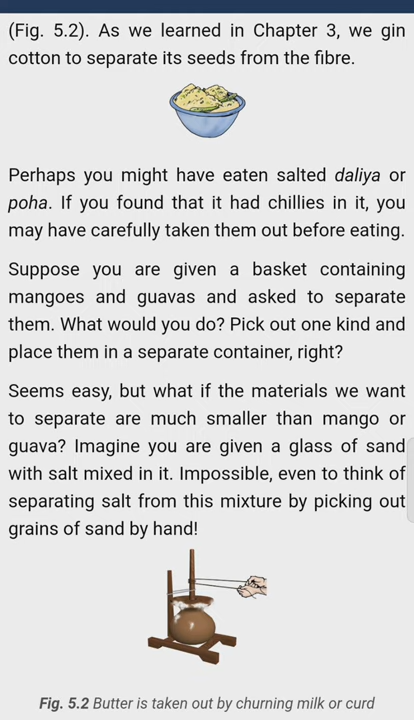 (Fig. 5.2). As we learned in Chapter 3, we gin
cotton to separate its seeds from the fibre.
Perhaps you might have eaten salted daliya or
poha. If you found that it had chillies in it, you
may have carefully taken them out before eating.
Suppose you are given a basket containing
mangoes and guavas and asked to separate
them. What would you do? Pick out one kind and
place them in a separate container, right?
Seems easy, but what if the materials we want
to separate are much smaller than mango or
guava? Imagine you are given a glass of sand
with salt mixed in it. Impossible, even to think of
separating salt from this mixture by picking out
grains of sand by hand!
Fig. 5.2 Butter is taken out by churning milk or curd